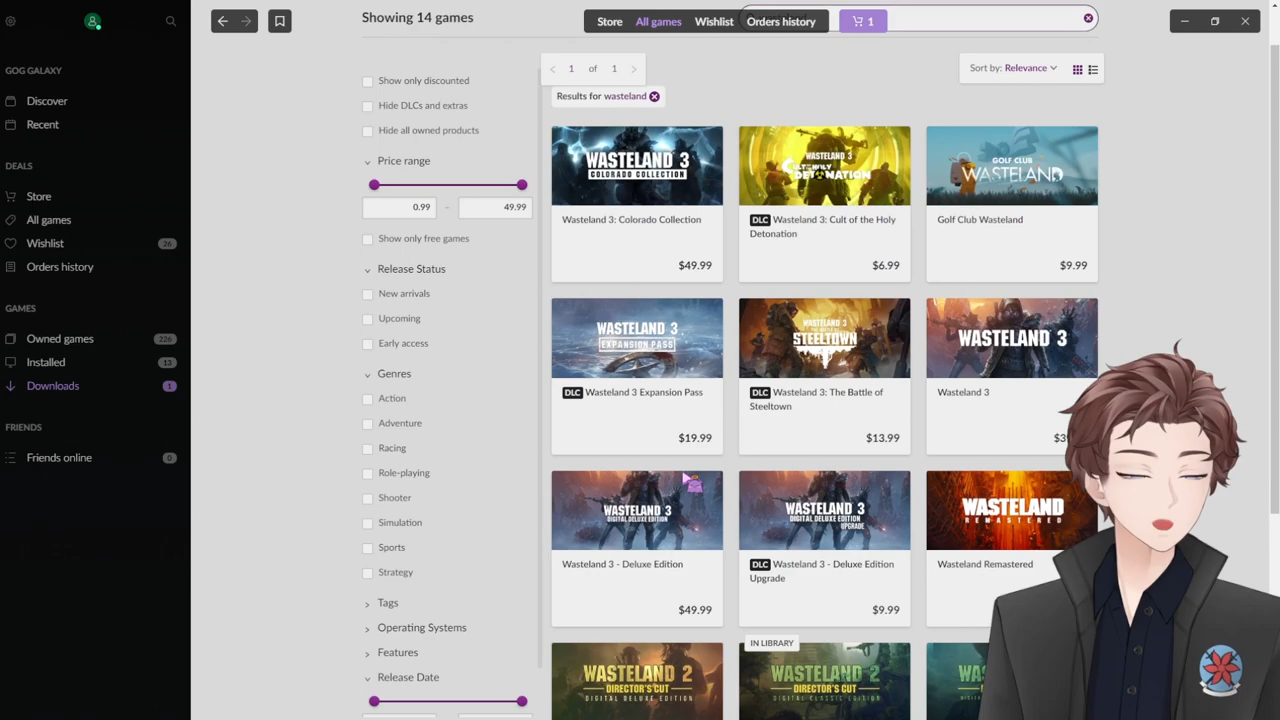 Showing 14 games
Store
All games
Wishlist
Orders history
1
GOG GALAXY
Discover
Recent
DEALS
Store
All games
Wishlist
26
Orders history
GAMES
Owned games
226
Installed
13
Downloads
1
FRIENDS
Friends online
0
Show only discounted
Hide DLCs and extras
Hide all owned products
Price range
0.99
-
49.99
Show only free games
Release Status
New arrivals
Upcoming
Early access
Genres
Action
Adventure
Racing
Role-playing
Shooter
Simulation
Sports
Strategy
Tags
Operating Systems
Features
Release Date
< 1 of 1 >
Sort by: Relevance
Results for wasteland
WASTELAND 3
COLORADO COLLECTION
Wasteland 3: Colorado Collection
$49.99
WASTELAND 3
CULT OF THE HOLY
DETONATION
DLC Wasteland 3: Cult of the Holy
Detonation
$6.99
GOLF CLUB
WASTELAND
Golf Club Wasteland
$9.99
WASTELAND 3
EXPANSION PASS
DLC Wasteland 3 Expansion Pass
$19.99
WASTELAND 3
THE BATTLE OF
STEELTOWN
DLC Wasteland 3: The Battle of
Steeltown
$13.99
WASTELAND 3
Wasteland 3
WASTELAND 3
DIGITAL DELUXE EDITION
Wasteland 3 - Deluxe Edition
$49.99
WASTELAND 3
DIGITAL DELUXE EDITION
UPGRADE
DLC Wasteland 3 - Deluxe Edition
Upgrade
$9.99
WASTELAND
REMASTERED
Wasteland Remastered
WASTELAND 2
DIRECTOR'S CUT
DIGITAL DELUXE EDITION
IN LIBRARY
WASTELAND 2
DIRECTOR'S CUT
DIGITAL CLASSIC EDITION